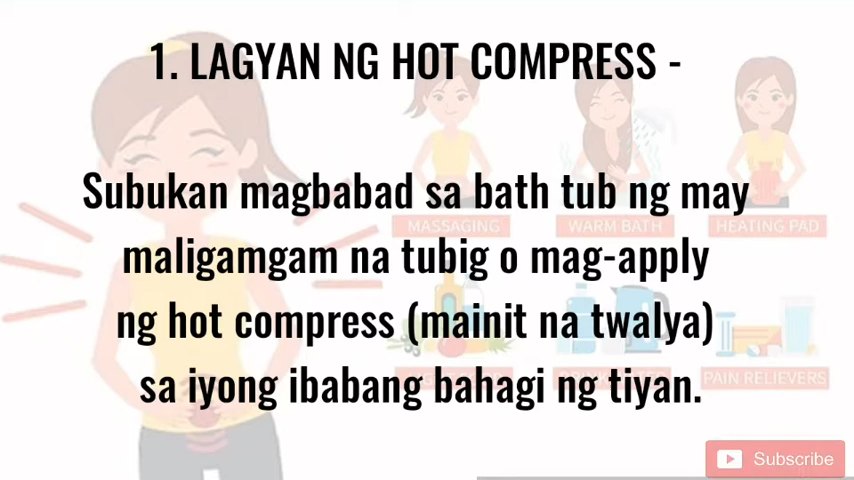 1. LAGYAN NG HOT COMPRESS -
Subukan magbabad sa bath tub ng may
maligamgam na tubig o mag-apply
ng hot compress (mainit na twalya)
sa iyong ibabang bahagi ng tiyan.
MASSAGING
WARM BATH
HEATING PAD
PAIN RELIEVERS
Subscribe